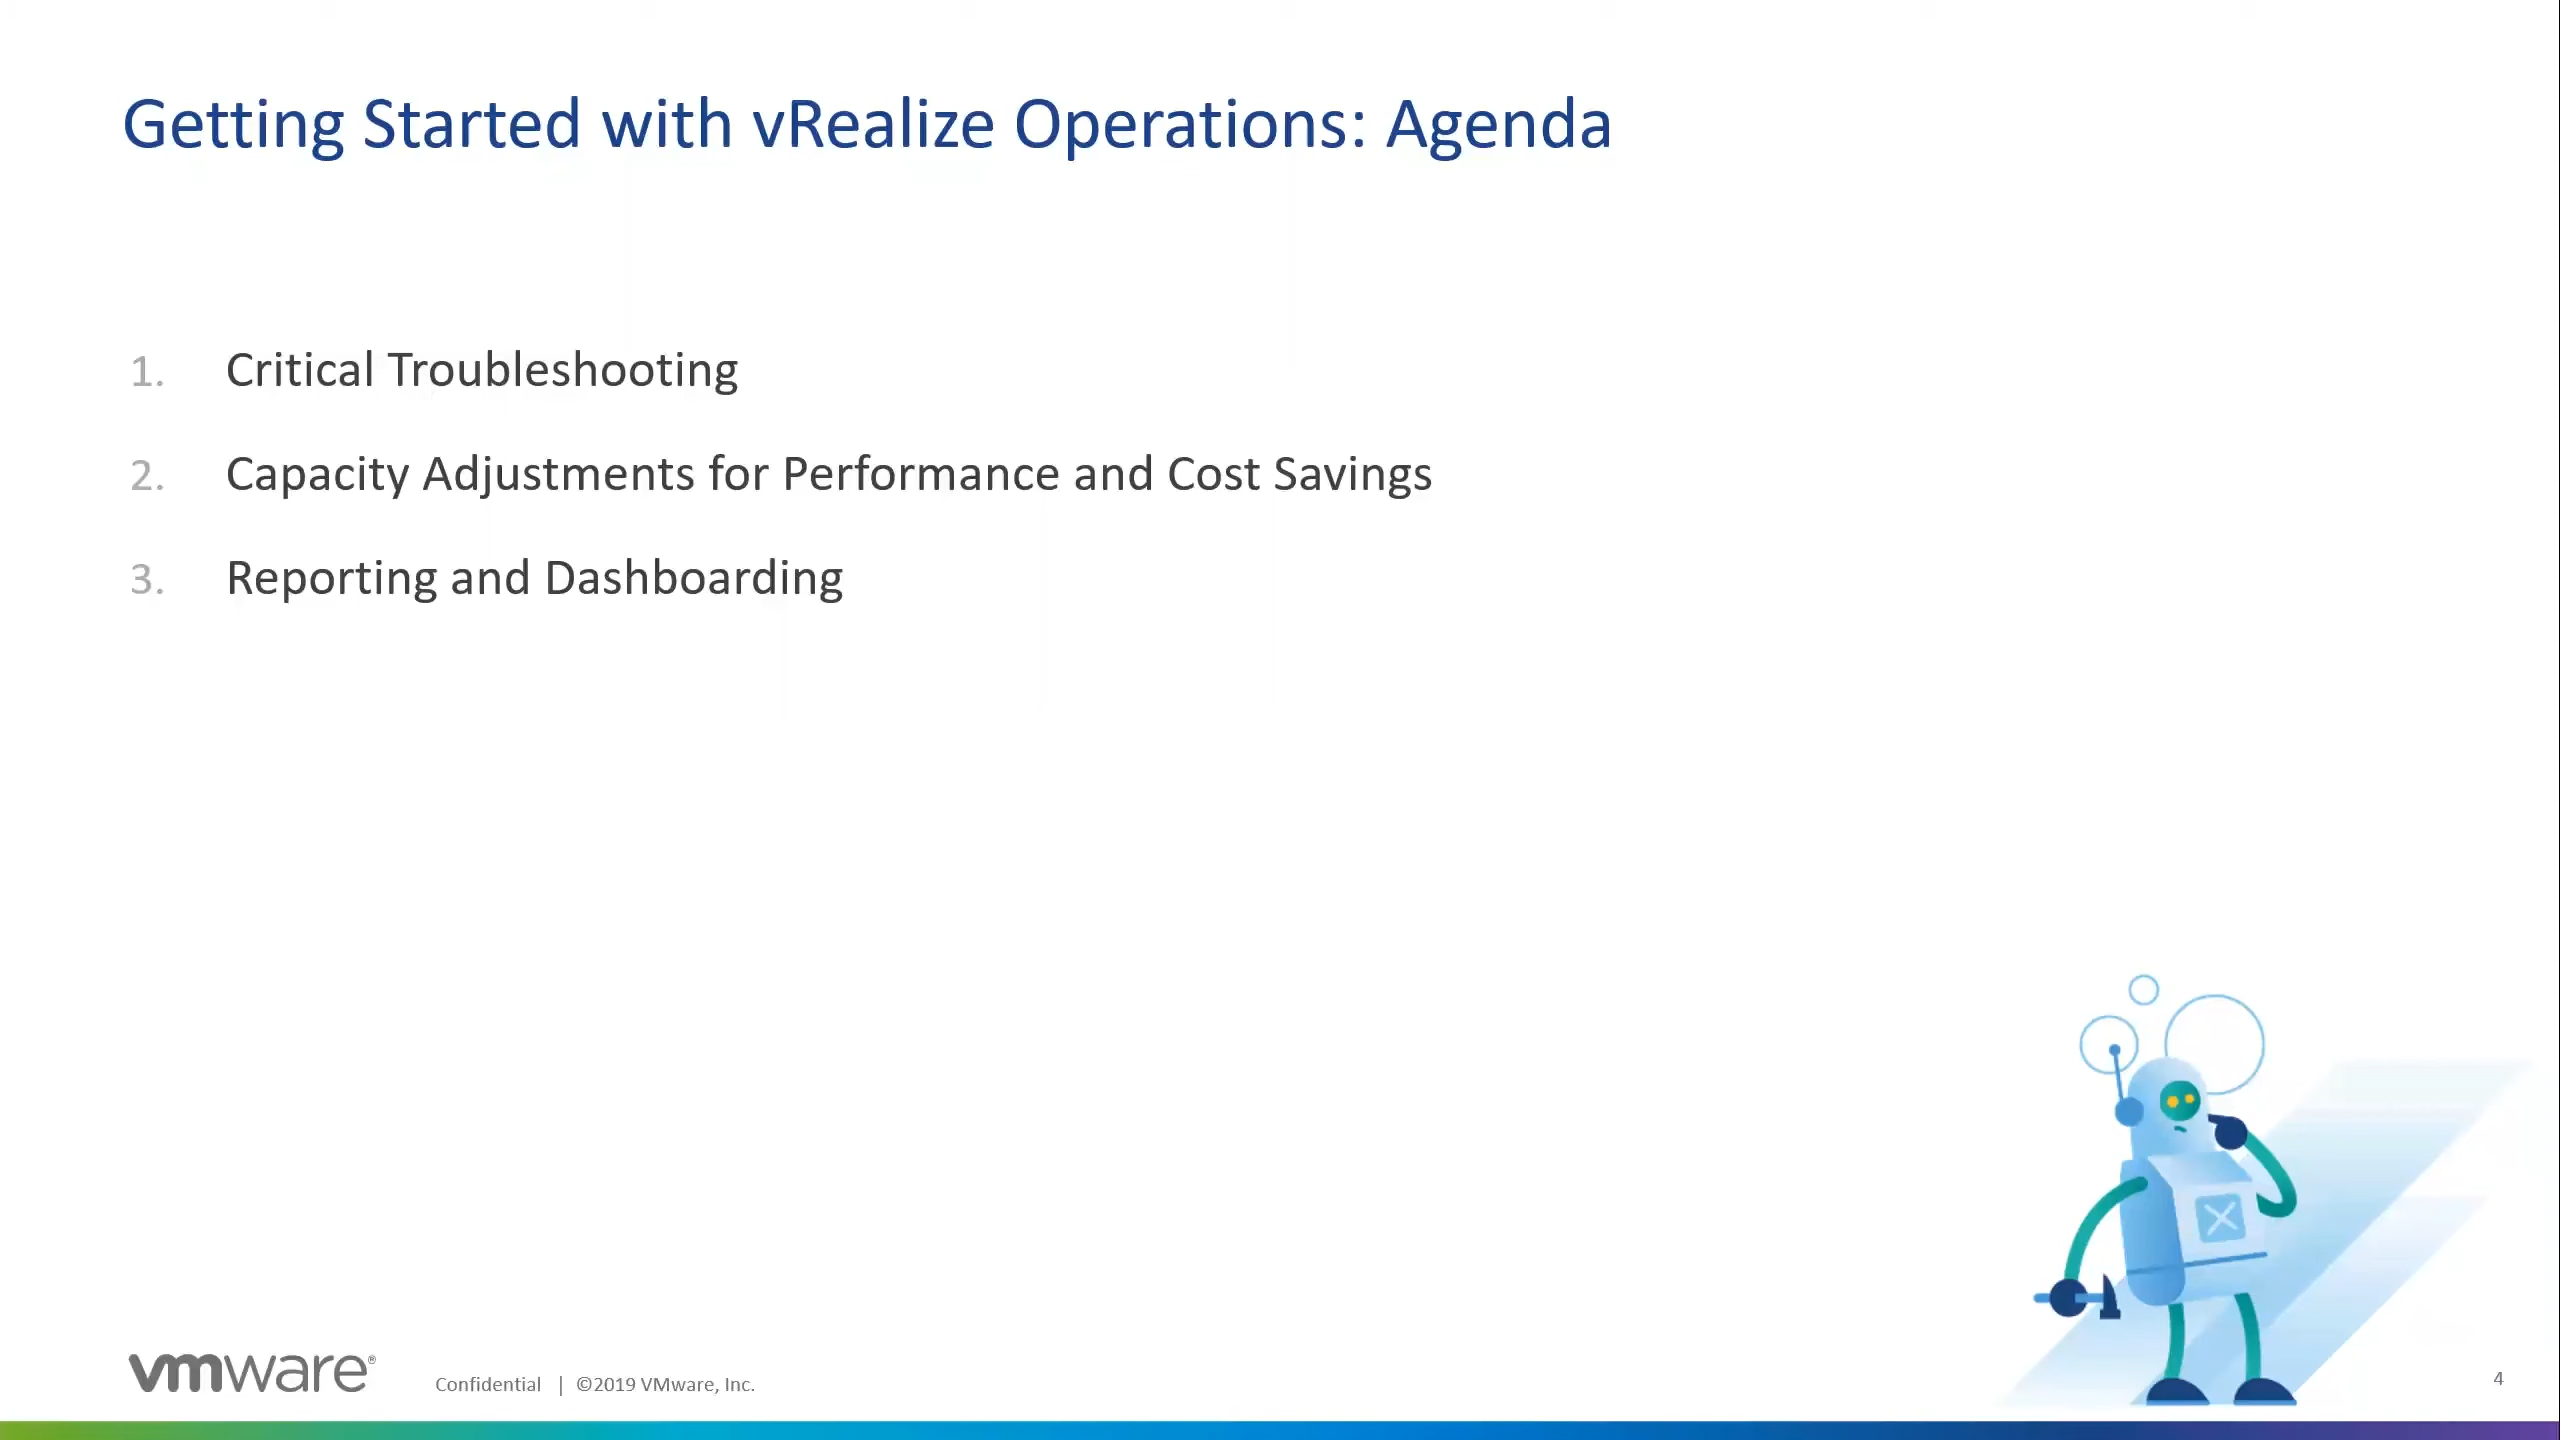 Getting Started with vRealize Operations: Agenda
1. Critical Troubleshooting
2. Capacity Adjustments for Performance and Cost Savings
3. Reporting and Dashboarding
vmware®
Confidential | ©2019 VMware, Inc.
4